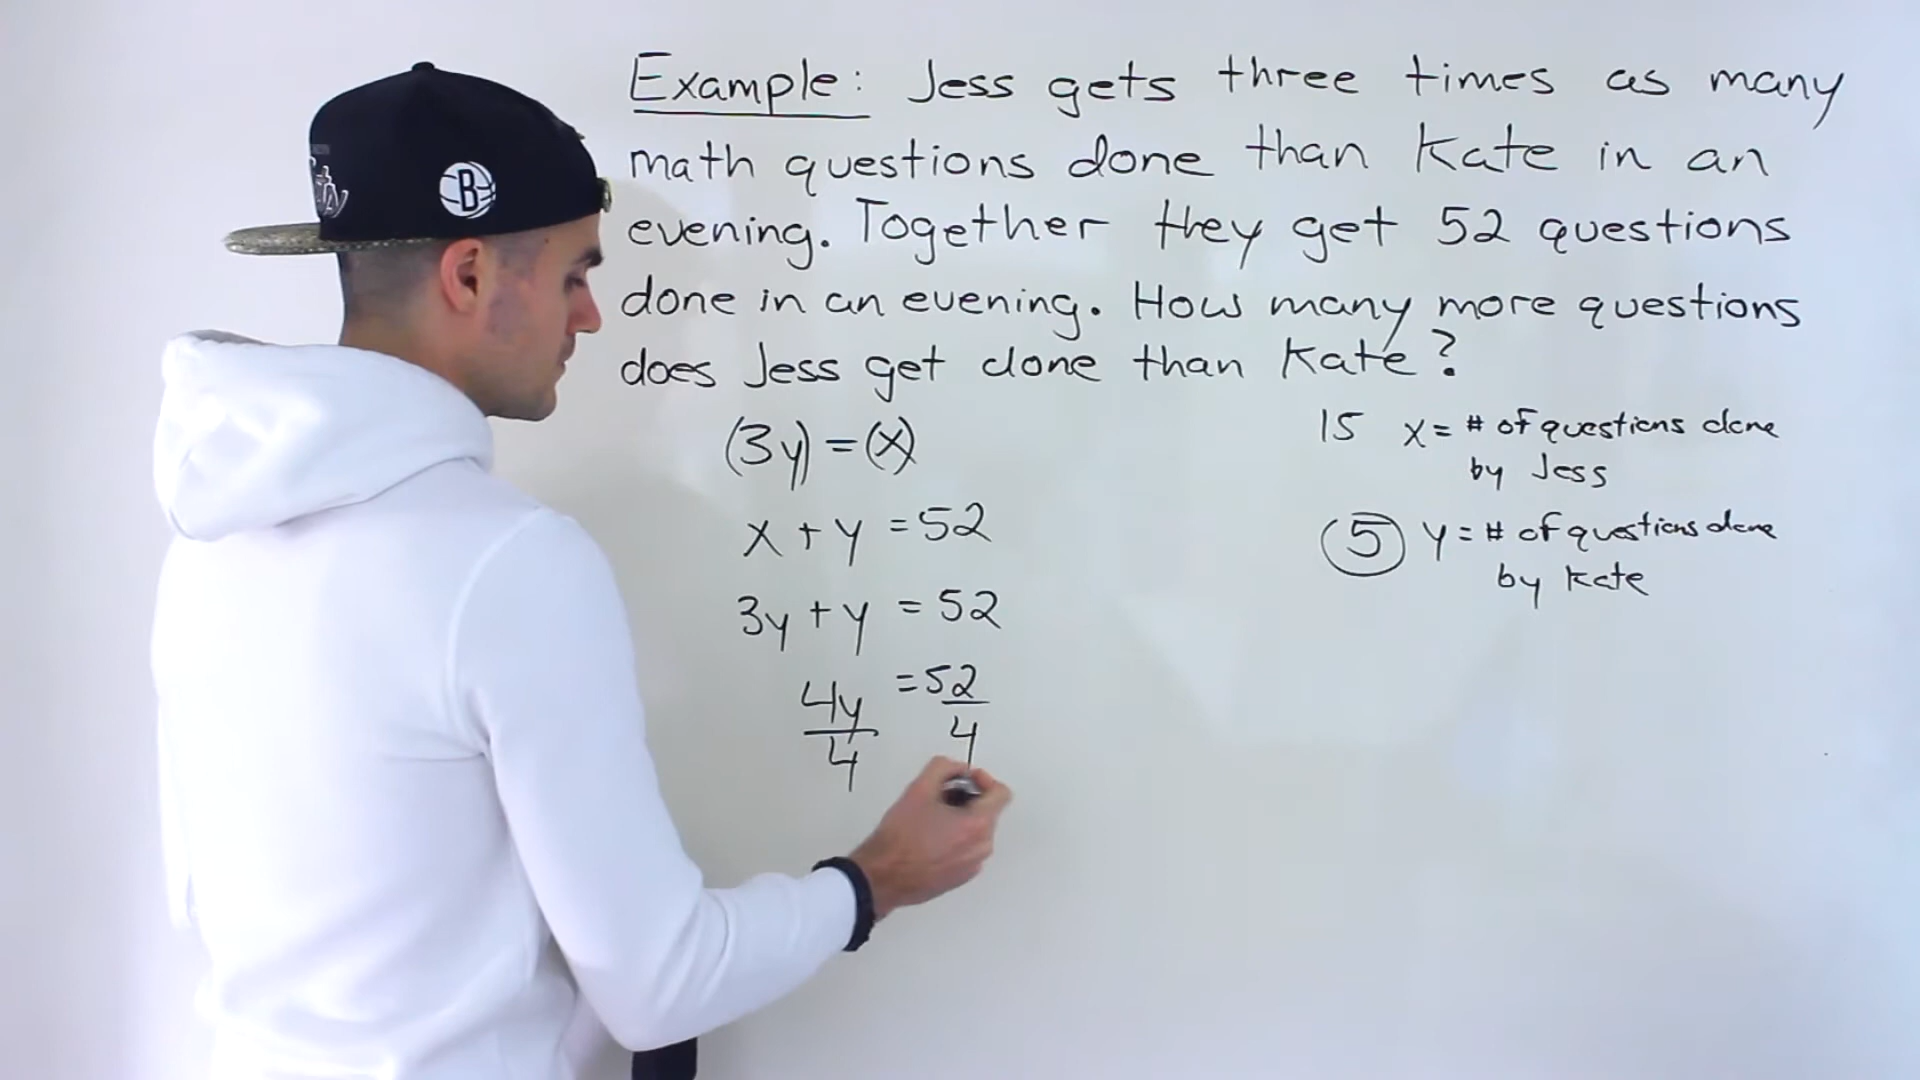 Example: Jess gets three times as many
math questions done than Kate in an
evening. Together they get 52 questions
done in an evening. How many more questions
does Jess get done than Kate?
(3y) = (x)
x + y = 52
3y + y = 52
4y = 52
4 4
15 x = # of questions done
by Jess
5 y = # of questions done
by Kate
B